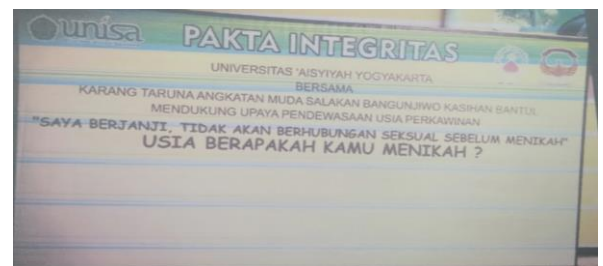 unisa
PAKTA INTEGRITAS
UNIVERSITAS 'AISYIYAH YOGYAKARTA
BERSAMA
KARANG TARUNA ANGKATAN MUDA SALAKAN BANGUNJIWO KASIHAN BANTUL
MENDUKUNG UPAYA PENDEWASAAN USIA PERKAWINAN
"SAYA BERJANJI, TIDAK AKAN BERHUBUNGAN SEKSUAL SEBELUM MENIKAH"
USIA BERAPAKAH KAMU MENIKAH ?